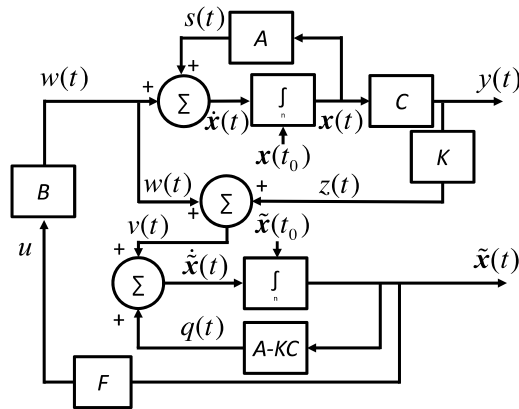 s(t)
A
w(t)
+
+
Σ
ẋ(t)
∫
n
x(t)
C
y(t)
x(t₀)
K
B
w(t)
+
+
Σ
z(t)
u
v(t)
x̃(t₀)
+
Σ
x̃̇(t)
∫
n
x̃(t)
+
q(t)
A-KC
F